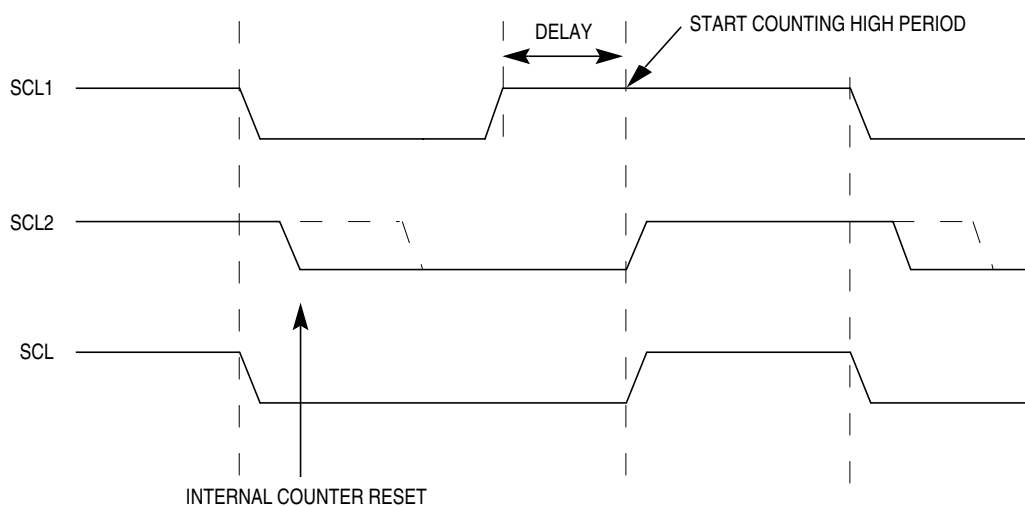 START COUNTING HIGH PERIOD
DELAY
SCL1
SCL2
SCL
INTERNAL COUNTER RESET